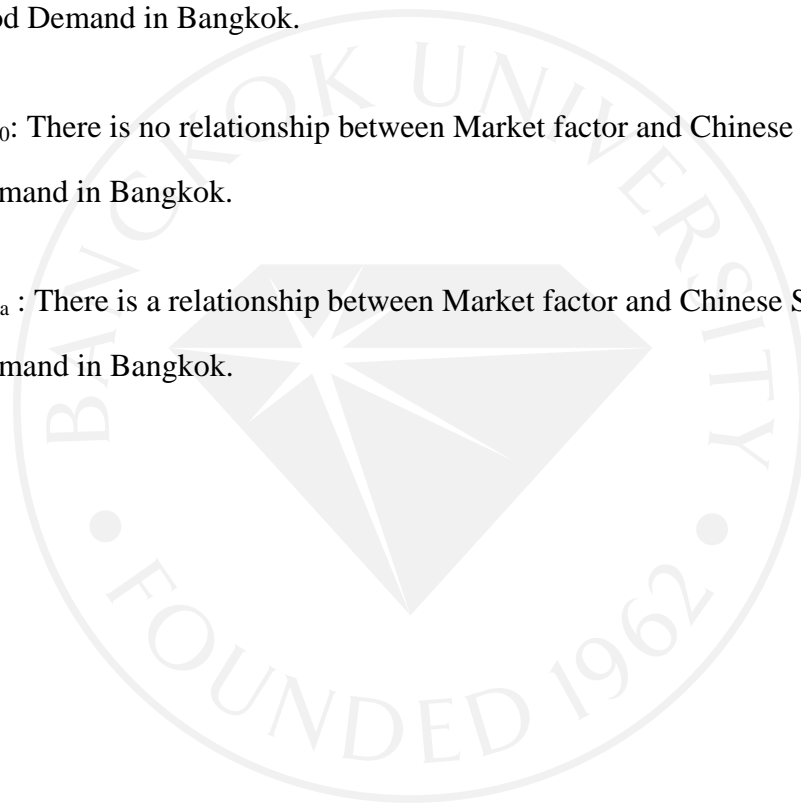 od Demand in Bangkok.
0: There is no relationship between Market factor and Chinese
mand in Bangkok.
a : There is a relationship between Market factor and Chinese S
mand in Bangkok.
BANGKOK UNIVERSITY
• FOUNDED 1962 •